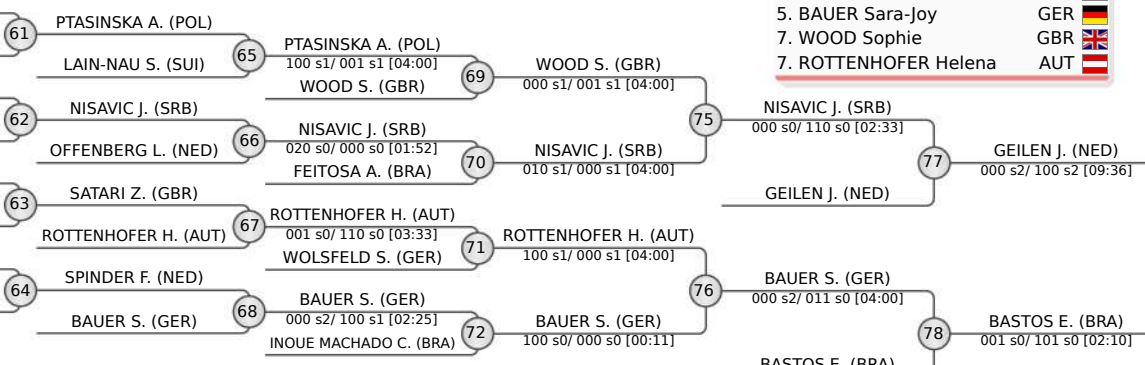 5. BAUER Sara-Joy GER
7. WOOD Sophie GBR
7. ROTTENHOFER Helena AUT
61
PTASINSKA A. (POL)
LAIN-NAU S. (SUI)
62
NISAVIC J. (SRB)
OFFENBERG L. (NED)
63
SATARI Z. (GBR)
ROTTENHOFER H. (AUT)
64
SPINDER F. (NED)
BAUER S. (GER)
65
PTASINSKA A. (POL)
100 s1/ 001 s1 [04:00]
WOOD S. (GBR)
66
NISAVIC J. (SRB)
020 s0/ 000 s0 [01:52]
FEITOSA A. (BRA)
67
ROTTENHOFER H. (AUT)
001 s0/ 110 s0 [03:33]
WOLSFELD S. (GER)
68
BAUER S. (GER)
000 s2/ 100 s1 [02:25]
INOUE MACHADO C. (BRA)
69
WOOD S. (GBR)
000 s1/ 001 s1 [04:00]
70
NISAVIC J. (SRB)
010 s1/ 000 s1 [04:00]
71
ROTTENHOFER H. (AUT)
100 s1/ 000 s1 [04:00]
72
BAUER S. (GER)
100 s0/ 000 s0 [00:11]
75
NISAVIC J. (SRB)
000 s0/ 110 s0 [02:33]
GEILEN J. (NED)
76
BAUER S. (GER)
000 s2/ 011 s0 [04:00]
BASTOS E. (BRA)
77
GEILEN J. (NED)
000 s2/ 100 s2 [09:36]
78
BASTOS E. (BRA)
001 s0/ 101 s0 [02:10]